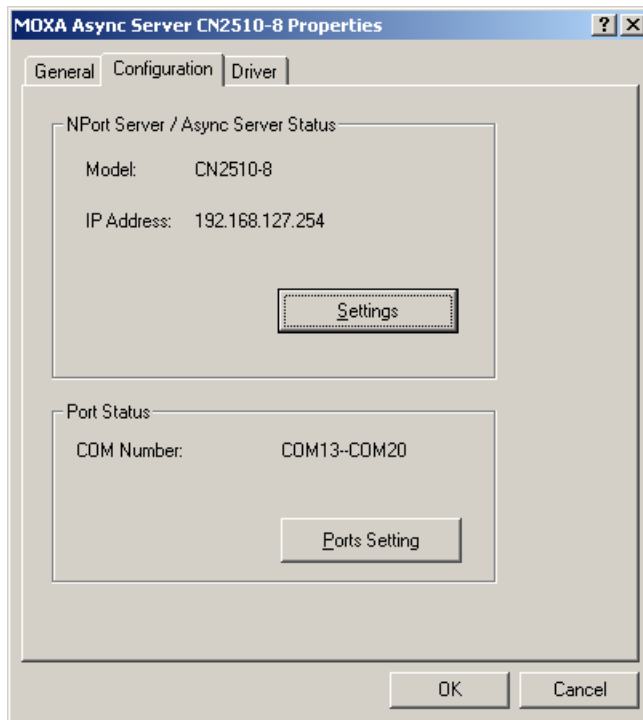 MOXA Async Server CN2510-8 Properties
General Configuration Driver
NPort Server / Async Server Status
Model: CN2510-8
IP Address: 192.168.127.254
Settings
Port Status
COM Number: COM13--COM20
Ports Setting
OK Cancel